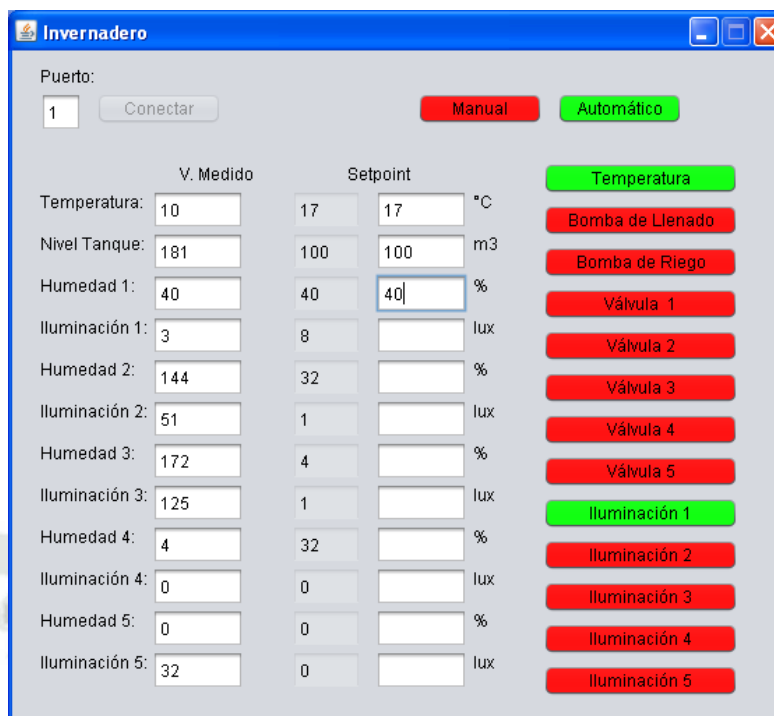 Invernadero
Puerto:
1 Conectar Manual Automático
V. Medido Setpoint Temperatura
Temperatura: 10 17 17 °C
Bomba de Llenado
Nivel Tanque: 181 100 100 m3
Bomba de Riego
Humedad 1: 40 40 40 %
Válvula 1
Iluminación 1: 3 8 lux
Válvula 2
Humedad 2: 144 32 %
Válvula 3
Iluminación 2: 51 1 lux
Válvula 4
Humedad 3: 172 4 %
Válvula 5
Iluminación 3: 125 1 lux
Iluminación 1
Humedad 4: 4 32 %
Iluminación 2
Iluminación 4: 0 0 lux
Iluminación 3
Humedad 5: 0 0 %
Iluminación 4
Iluminación 5: 32 0 lux
Iluminación 5